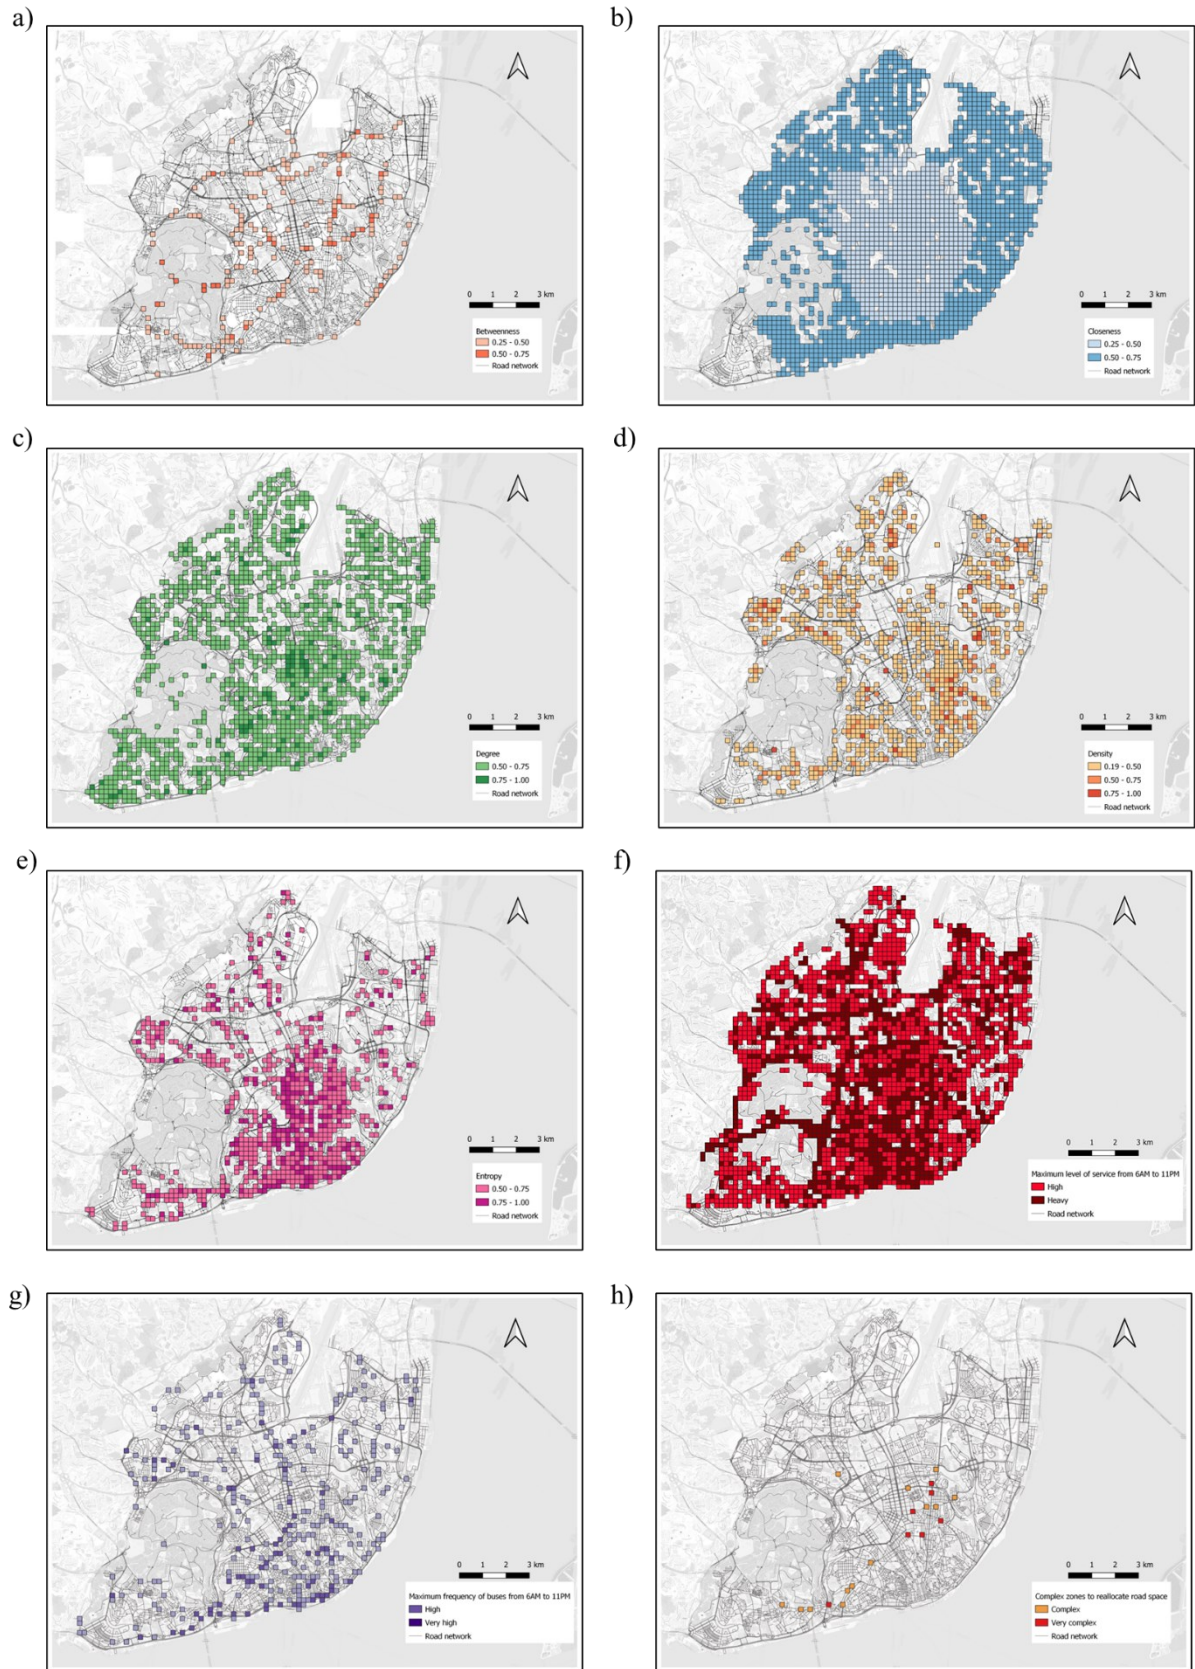 a)
0 1 2 3 km
Betweenness
0.25 - 0.50
0.50 - 0.75
Road network
b)
0 1 2 3 km
Closeness
0.25 - 0.50
0.50 - 0.75
Road network
c)
0 1 2 3 km
Degree
0.50 - 0.75
0.75 - 1.00
Road network
d)
0 1 2 3 km
Density
0.19 - 0.50
0.50 - 0.75
0.75 - 1.00
Road network
e)
0 1 2 3 km
Entropy
0.50 - 0.75
0.75 - 1.00
Road network
f)
0 1 2 3 km
Maximum level of service from 6AM to 11PM
High
Heavy
Road network
g)
0 1 2 3 km
Maximum frequency of buses from 6AM to 11PM
High
Very high
Road network
h)
0 1 2 3 km
Complex zones to reallocate road space
Complex
Very complex
Road network